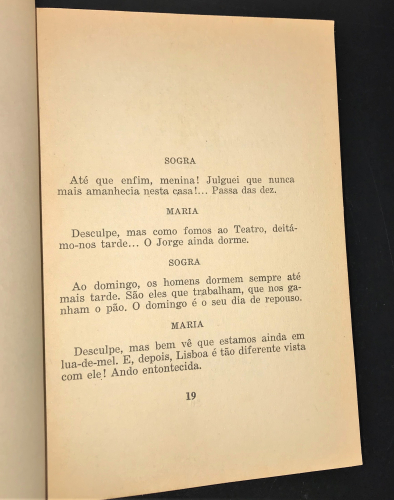 SOGRA
Até que enfim, menina! Julguei que nunca
mais amanhecia nesta casa!... Passa das dez.
MARIA
Desculpe, mas como fomos ao Teatro, deitá-
mo-nos tarde... O Jorge ainda dorme.
SOGRA
Ao domingo, os homens dormem sempre até
mais tarde. São eles que trabalham, que nos ga-
nham o pão. O domingo é o seu dia de repouso.
MARIA
Desculpe, mas bem vê que estamos ainda em
lua-de-mel. E, depois, Lisboa é tão diferente vista
com ele! Ando entontecida.
19